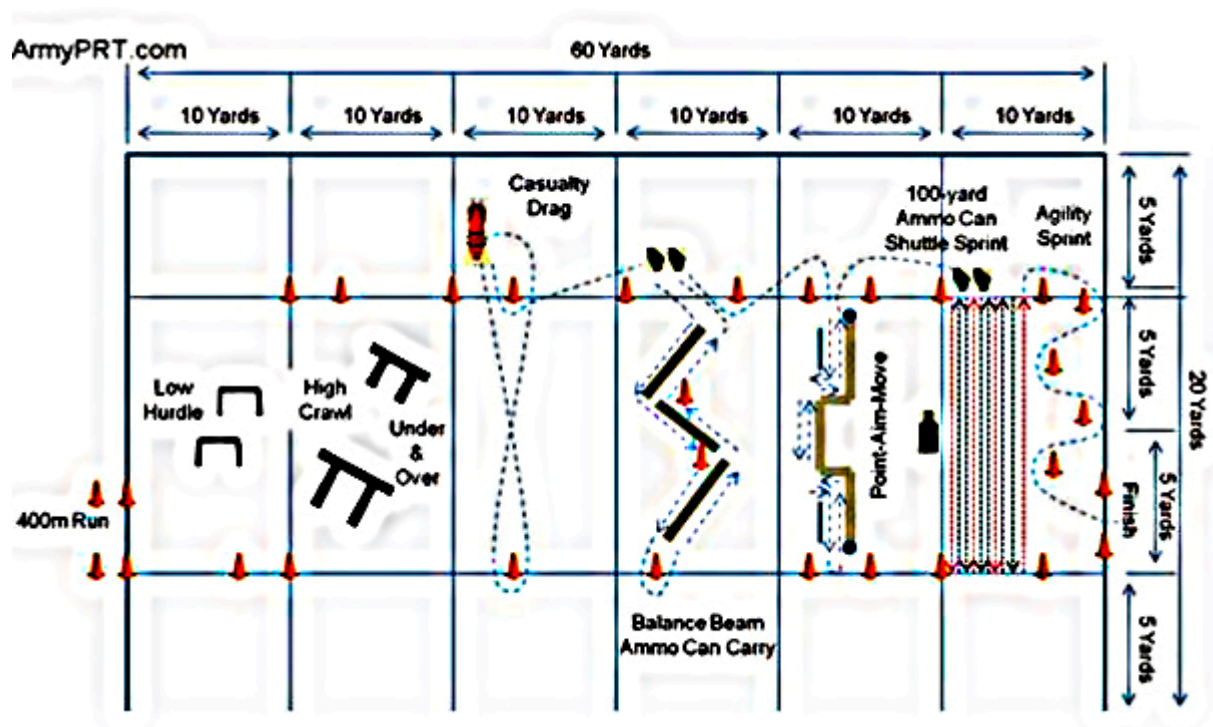 ArmyPRT.com
60 Yards
10 Yards
10 Yards
10 Yards
10 Yards
10 Yards
10 Yards
Casualty
Drag
100-yard
Ammo Can
Shuttle Sprint
Agility
Sprint
5 Yards
Low
Hurdle
High
Crawl
Under
&
Over
Point-Aim-Move
5 Yards
20 Yards
400m Run
Finish
5 Yards
Balance Beam
Ammo Can Carry
5 Yards